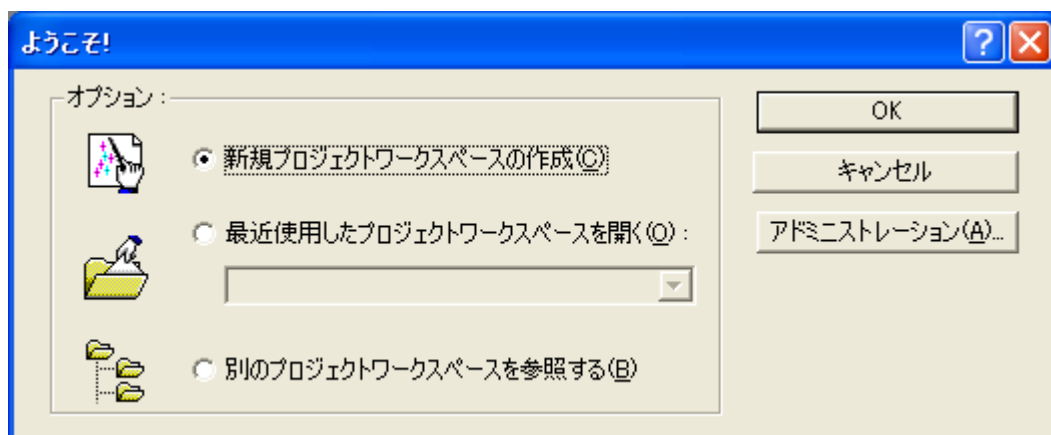 ようこそ!
オプション：
新規プロジェクトワークスペースの作成(C)
最近使用したプロジェクトワークスペースを開く(O)：
別のプロジェクトワークスペースを参照する(B)
OK
キャンセル
アドミニストレーション(A)...